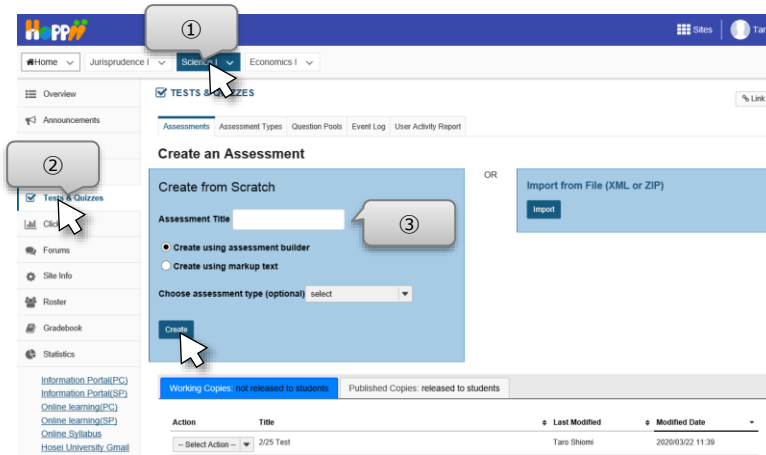 HOPPII
①
Sites
Tar
Home
Jurisprudence I
Science I
Economics I
Overview
TESTS & QUIZZES
Link
Announcements
Assessments
Assessment Types
Question Pools
Event Log
User Activity Report
②
Create an Assessment
OR
Create from Scratch
Import from File (XML or ZIP)
Tests & Quizzes
Import
Assessment Title
③
Forums
Create using assessment builder
Create using markup text
Site Info
Choose assessment type (optional)
select
Roster
Gradebook
Create
Statistics
Information Portal(PC)
Information Portal(SP)
Online learning(PC)
Online learning(SP)
Online Syllabus
Hosei University Gmail
Working Copies: not released to students
Published Copies: released to students
Action
Title
Last Modified
Modified Date
-- Select Action --
2/25 Test
Taro Shiomi
2020/03/22 11:39